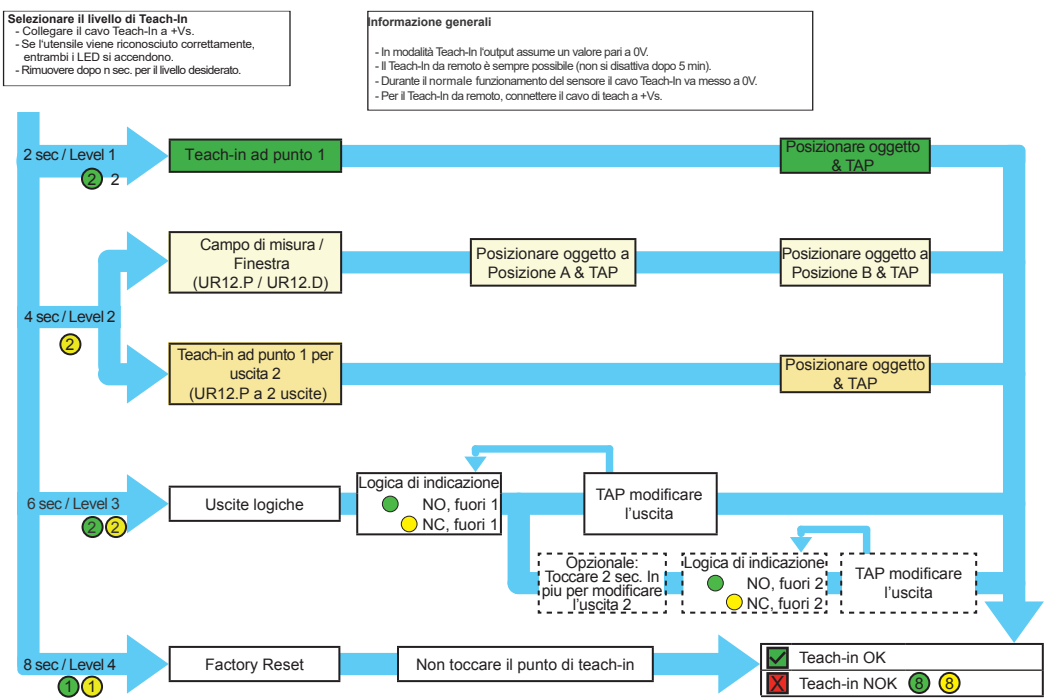 Selezionare il livello di Teach-In
- Collegare il cavo Teach-In a +Vs.
- Se l'utensile viene riconosciuto correttamente,
entrambi i LED si accendono.
- Rimuovere dopo n sec. per il livello desiderato.
Informazione generali
- In modalità Teach-In l'output assume un valore pari a 0V.
- Il Teach-In da remoto è sempre possibile (non si disattiva dopo 5 min).
- Durante il normale funzionamento del sensore il cavo Teach-In va messo a 0V.
- Per il Teach-In da remoto, connettere il cavo di teach a +Vs.
2 sec / Level 1
2 2
Teach-in ad punto 1
Posizionare oggetto
& TAP
4 sec / Level 2
2
Campo di misura /
Finestra
(UR12.P / UR12.D)
Posizionare oggetto a
Posizione A & TAP
Posizionare oggetto a
Posizione B & TAP
Teach-in ad punto 1 per
uscita 2
(UR12.P a 2 uscite)
Posizionare oggetto
& TAP
6 sec / Level 3
2 2
Uscite logiche
Logica di indicazione
NO, fuori 1
NC, fuori 1
TAP modificare
l'uscita
Opzionale:
Toccare 2 sec. In
piu per modificare
l'uscita 2
Logica di indicazione
NO, fuori 2
NC, fuori 2
TAP modificare
l'uscita
8 sec / Level 4
1 1
Factory Reset
Non toccare il punto di teach-in
Teach-in OK
Teach-in NOK 8 8